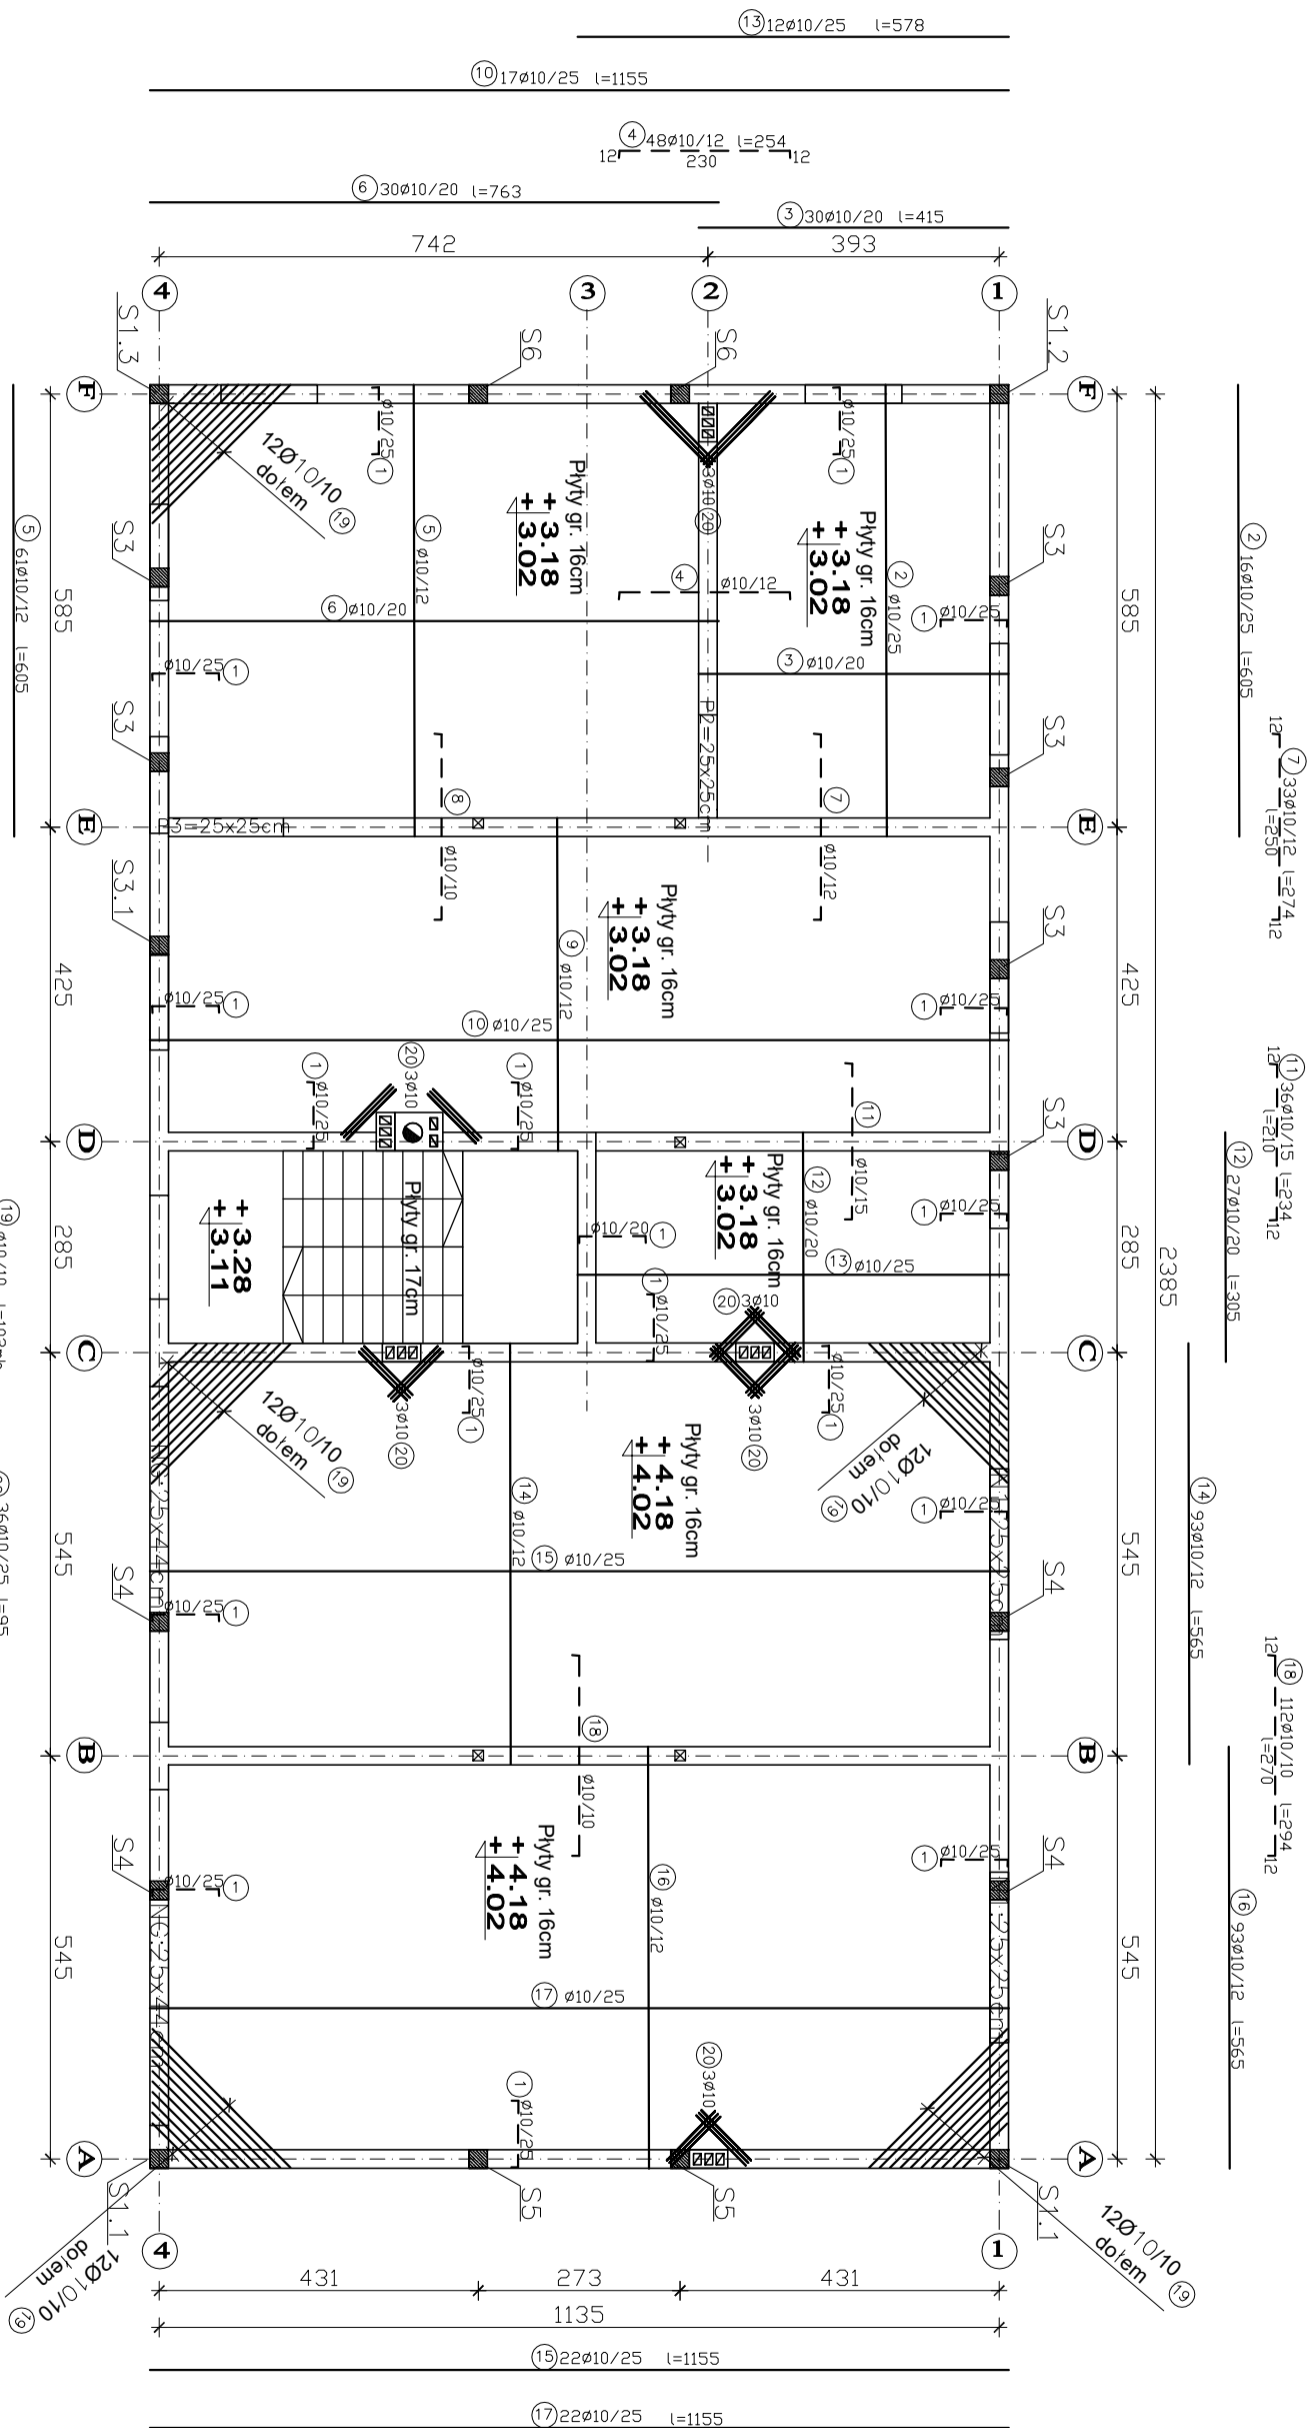 13 12ø10/25 l=578
10 17ø10/25 l=1155
4 48ø10/12 l=254
12 230 12
6 30ø10/20 l=763
3 30ø10/20 l=415
742 393
4 3 2 1
S1.3 S6 S6 S1.2
F F
ø10/25 1
ø10/25 1
12Ø10/10 19
dołem
3ø10 20
Płyty gr. 16cm
+ 3.18
+ 3.02
Płyty gr. 16cm
+ 3.18
+ 3.02
2 16ø10/25 l=605
5 61ø10/12 l=605
5 ø10/12
2 ø10/25
S3 S3
4 ø10/12
6 ø10/20
1 ø10/25
585 585
3 ø10/20
ø10/25 1
S3 S3
P2=25x25cm
7 33ø10/12 l=274
12 l=250 12
8 ø10/10
7 ø10/12
E E
P3=25x25cm
S3.1 S3
Płyty gr. 16cm
+ 3.18
+ 3.02
9 ø10/12
425 425
ø10/25 1
1 ø10/25
10 ø10/25
1 ø10/25
20 3ø10
1 ø10/25
11 ø10/15
11 36ø10/15 l=234
12 l=210 12
S3
D D
12 27ø10/20 l=305
Płyty gr. 16cm
+ 3.18
+ 3.02
12 ø10/20
1 ø10/25
Płyty gr. 17cm
+ 3.28
+ 3.11
ø10/20 1
13 ø10/25
285 285
2385
1 ø10/25
20 3ø10
C C
ø10/25 1
ø10/25 1
3ø10 20
3ø10 20
12Ø10/10 19
dołem
12Ø10/10 19
dołem
Płyty gr. 16cm
+ 4.18
+ 4.02
14 93ø10/12 l=565
14 ø10/12
1 ø10/25
15 ø10/25
545 545
S4 S4
ø10/25 1
18 112ø10/10 l=294
12 l=270 12
18 ø10/10
B B
Płyty gr. 16cm
+ 4.18
+ 4.02
S4 S4
1 ø10/25
ø10/25 1
16 ø10/12
16 93ø10/12 l=565
545 545
17 ø10/25
1 ø10/25
20 3ø10
A A
S1.1 S5 S5 S1.1
12Ø10/10 19
dołem
12Ø10/10 19
dołem
4 1
431 273 431
1135
15 22ø10/25 l=1155
17 22ø10/25 l=1155